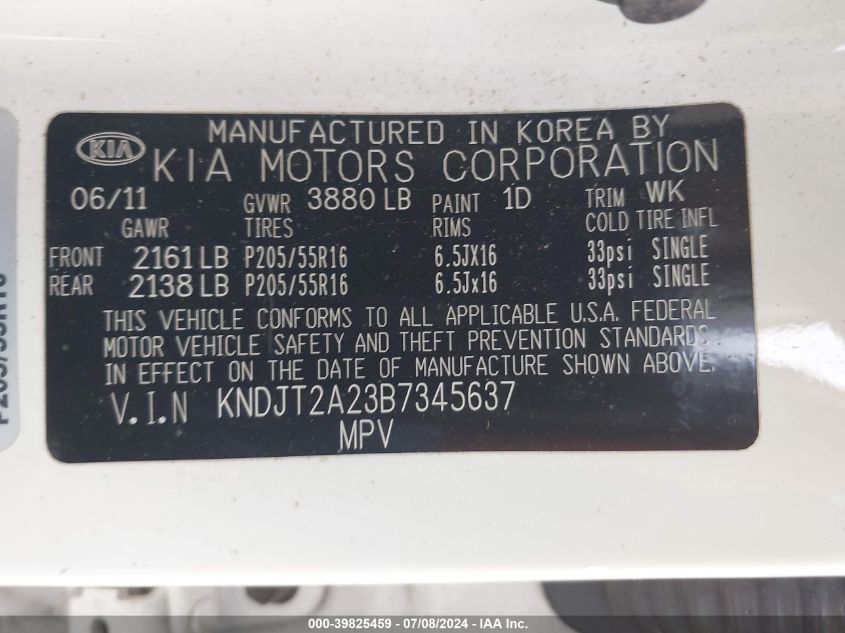 MANUFACTURED IN KOREA BY
KIA KIA MOTORS CORPORATION
06/11 GVWR 3880 LB PAINT 1D TRIM WK
GAWR TIRES RIMS COLD TIRE INFL
FRONT 2161 LB P205/55R16 6.5JX16 33psi SINGLE
REAR 2138 LB P205/55R16 6.5Jx16 33psi SINGLE
THIS VEHICLE CONFORMS TO ALL APPLICABLE U.S.A. FEDERAL
MOTOR VEHICLE SAFETY AND THEFT PREVENTION STANDARDS
IN EFFECT ON THE DATE OF MANUFACTURE SHOWN ABOVE.
V.I.N KNDJT2A23B7345637
MPV
P205/55R16
000-39825459 / 07/08/2024 - IAA Inc.